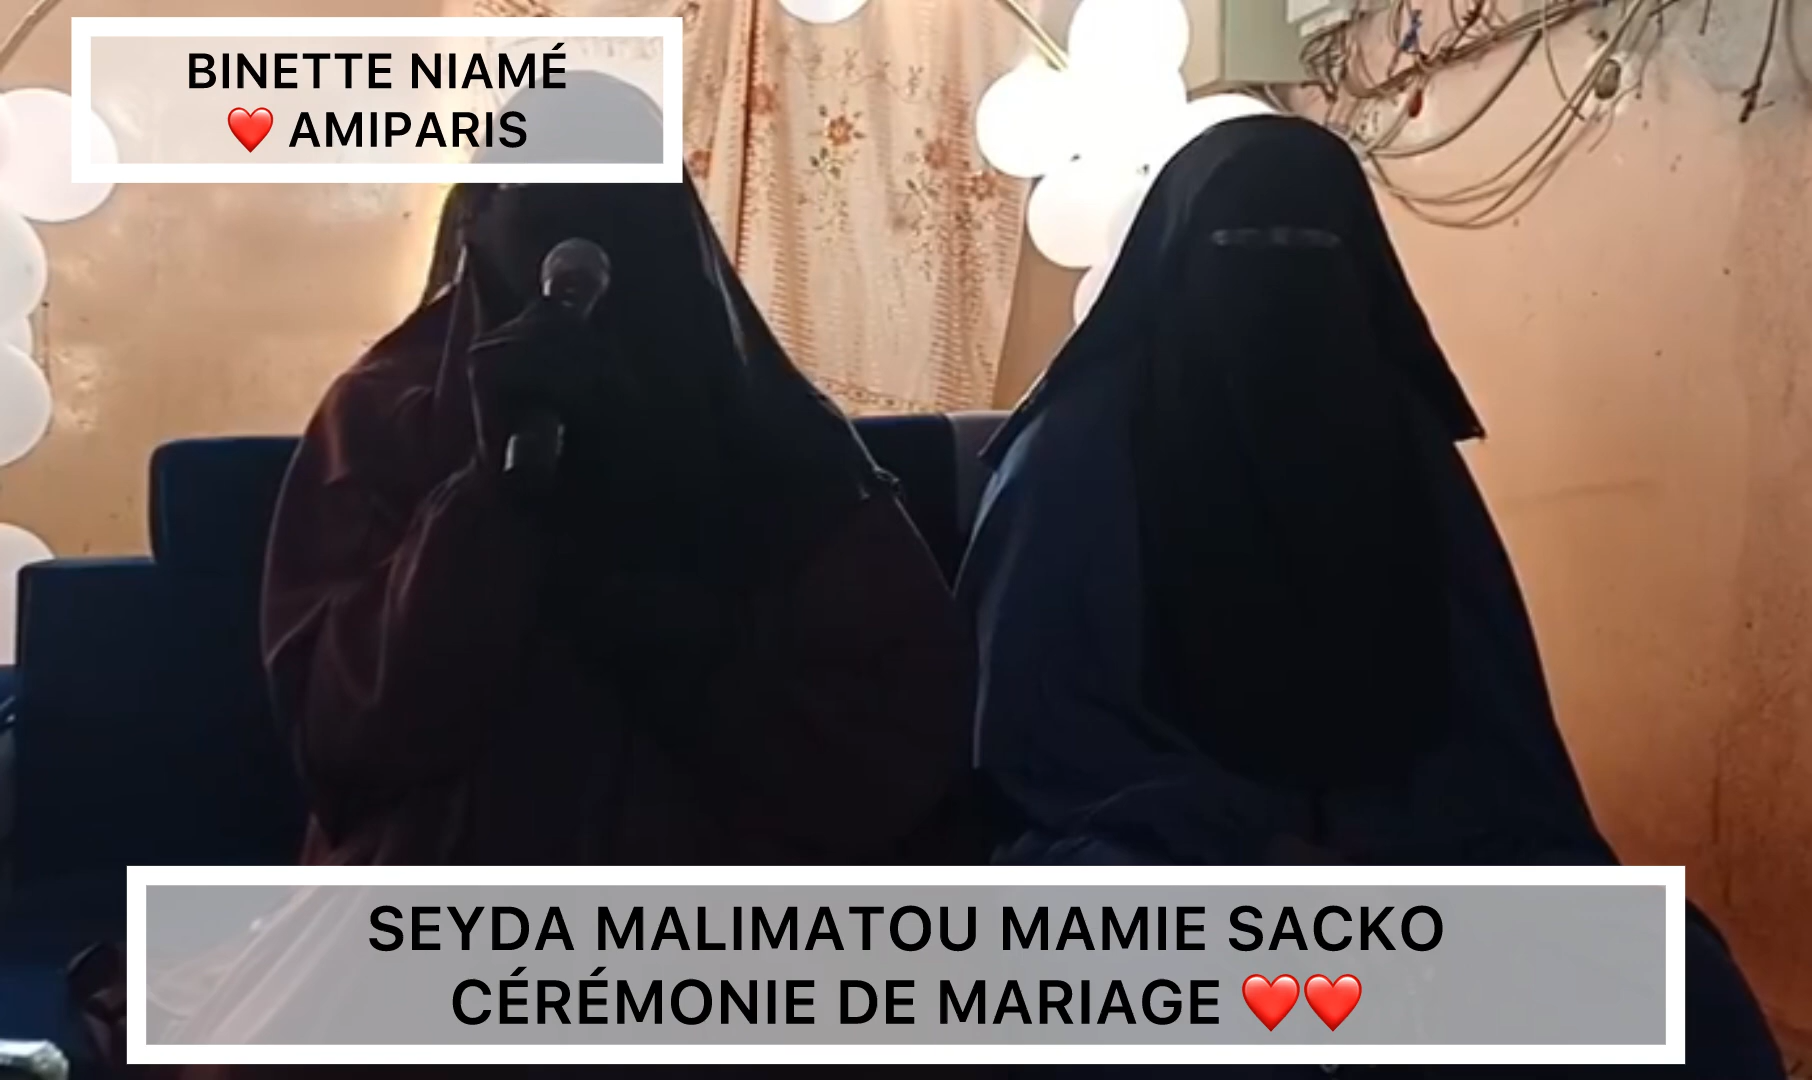 BINETTE NIAMÉ
❤️ AMIPARIS
SEYDA MALIMATOU MAMIE SACKO
CÉRÉMONIE DE MARIAGE ❤️❤️